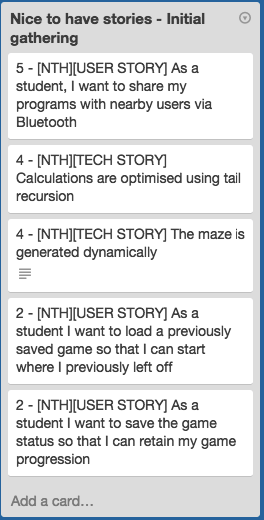 Nice to have stories - Initial
gathering
5 - [NTH][USER STORY] As a
student, I want to share my
programs with nearby users via
Bluetooth
4 - [NTH][TECH STORY]
Calculations are optimised using tail
recursion
4 - [NTH][TECH STORY] The maze is
generated dynamically
2 - [NTH][USER STORY] As a
student I want to load a previously
saved game so that I can start
where I previously left off
2 - [NTH][USER STORY] As a
student I want to save the game
status so that I can retain my game
progression
Add a card…